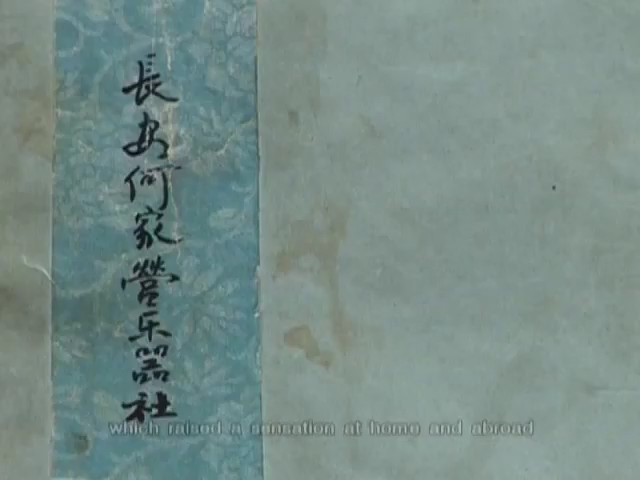 長安何家營乐器社
which raised a sensation at home and abroad